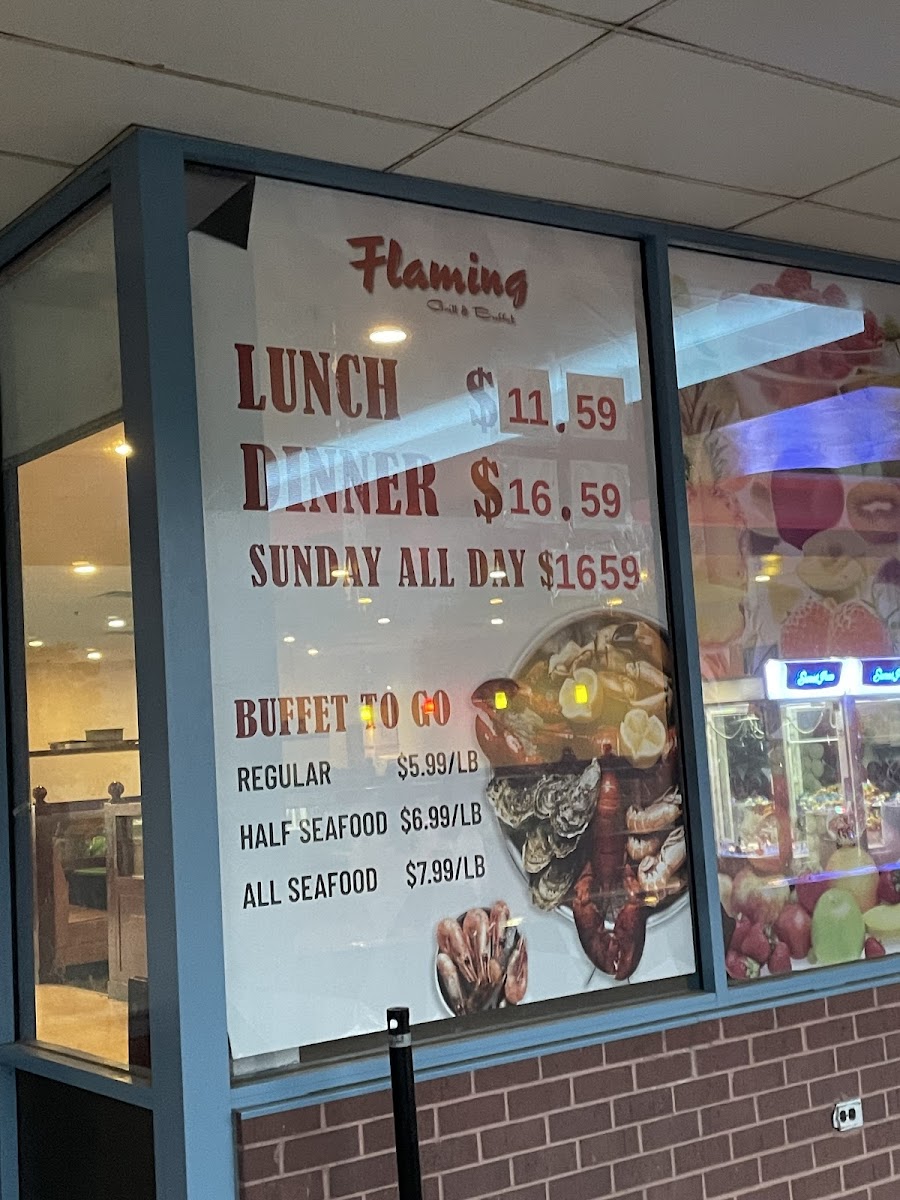 Flaming
Grill & Buffet
LUNCH $11.59
DINNER $16.59
SUNDAY ALL DAY $1659
BUFFET TO GO
REGULAR $5.99/LB
HALF SEAFOOD $6.99/LB
ALL SEAFOOD $7.99/LB